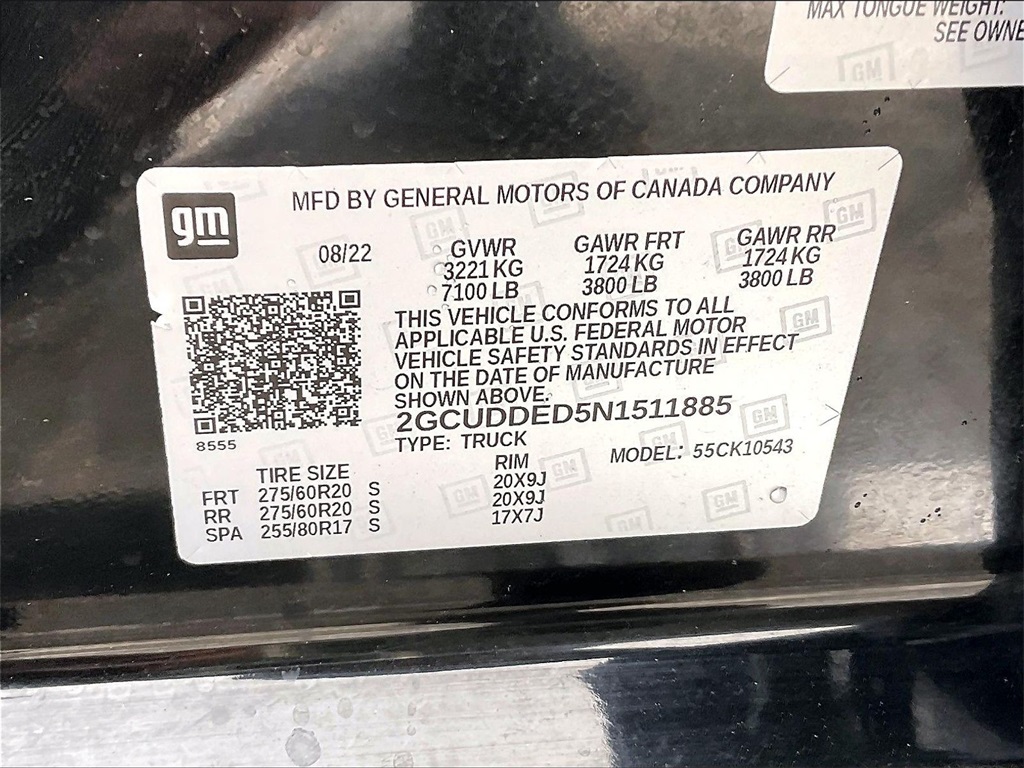 MAX TONGUE WEIGHT:
SEE OWNE
gm
MFD BY GENERAL MOTORS OF CANADA COMPANY
08/22 GVWR GAWR FRT GAWR RR
3221 KG 1724 KG 1724 KG
7100 LB 3800 LB 3800 LB
THIS VEHICLE CONFORMS TO ALL
APPLICABLE U.S. FEDERAL MOTOR
VEHICLE SAFETY STANDARDS IN EFFECT
ON THE DATE OF MANUFACTURE
SHOWN ABOVE.
2GCUDDED5N1511885
8555
TYPE: TRUCK MODEL: 55CK10543
TIRE SIZE RIM
FRT 275/60R20 S 20X9J
RR 275/60R20 S 20X9J
SPA 255/80R17 S 17X7J